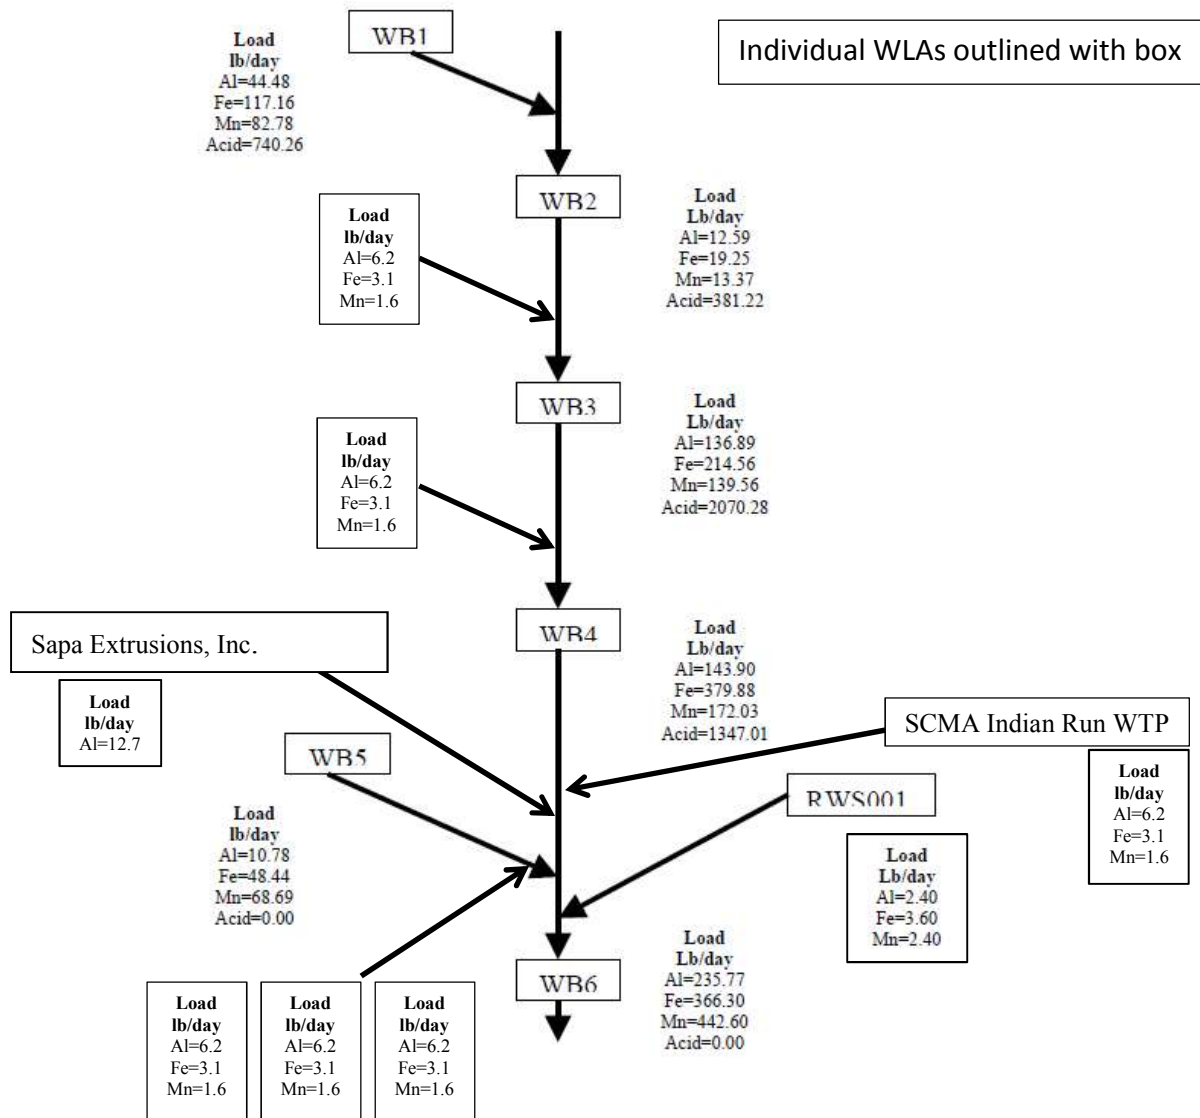 WB1
Load
lb/day
Al=44.48
Fe=117.16
Mn=82.78
Acid=740.26
Individual WLAs outlined with box
WB2
Load
Lb/day
Al=12.59
Fe=19.25
Mn=13.37
Acid=381.22
Load
lb/day
Al=6.2
Fe=3.1
Mn=1.6
WB3
Load
Lb/day
Al=136.89
Fe=214.56
Mn=139.56
Acid=2070.28
Load
lb/day
Al=6.2
Fe=3.1
Mn=1.6
WB4
Load
Lb/day
Al=143.90
Fe=379.88
Mn=172.03
Acid=1347.01
Sapa Extrusions, Inc.
Load
lb/day
Al=12.7
SCMA Indian Run WTP
Load
lb/day
Al=6.2
Fe=3.1
Mn=1.6
WB5
Load
lb/day
Al=10.78
Fe=48.44
Mn=68.69
Acid=0.00
RWS001
Load
Lb/day
Al=2.40
Fe=3.60
Mn=2.40
WB6
Load
Lb/day
Al=235.77
Fe=366.30
Mn=442.60
Acid=0.00
Load
lb/day
Al=6.2
Fe=3.1
Mn=1.6
Load
lb/day
Al=6.2
Fe=3.1
Mn=1.6
Load
lb/day
Al=6.2
Fe=3.1
Mn=1.6